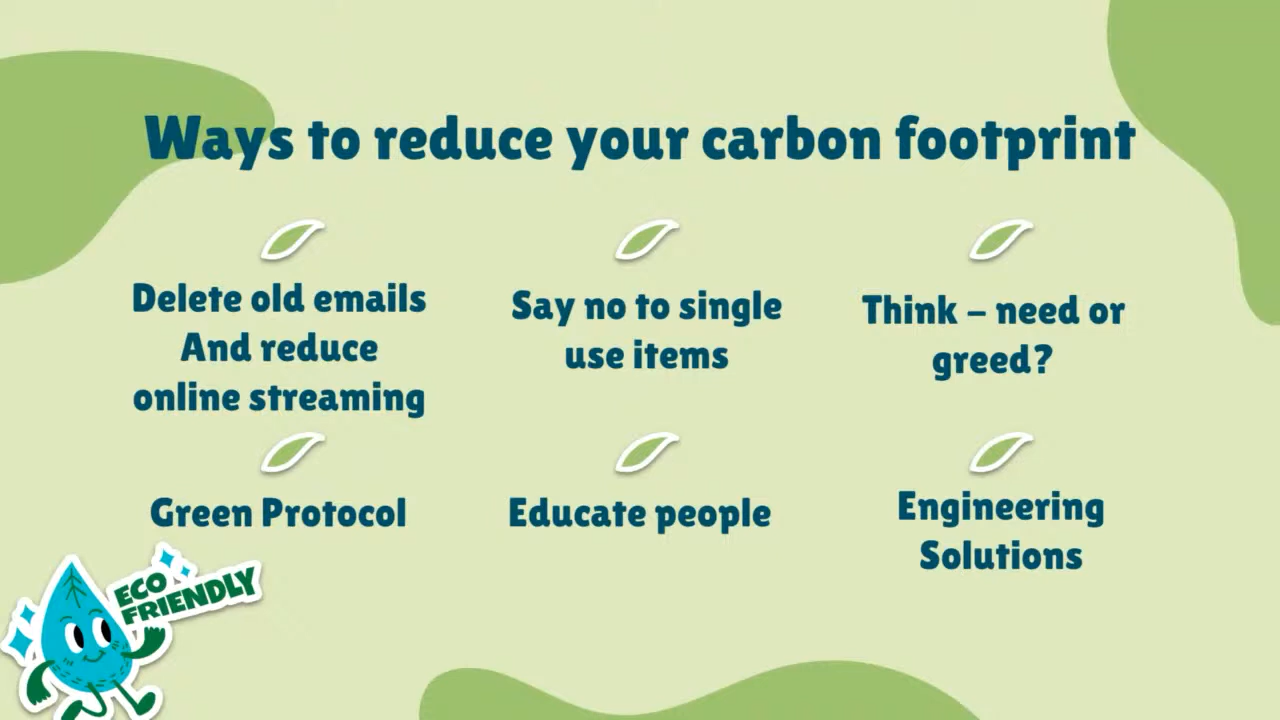 Ways to reduce your carbon footprint
Delete old emails
And reduce
online streaming
Say no to single
use items
Think – need or
greed?
Green Protocol
Educate people
Engineering
Solutions
ECO
FRIENDLY